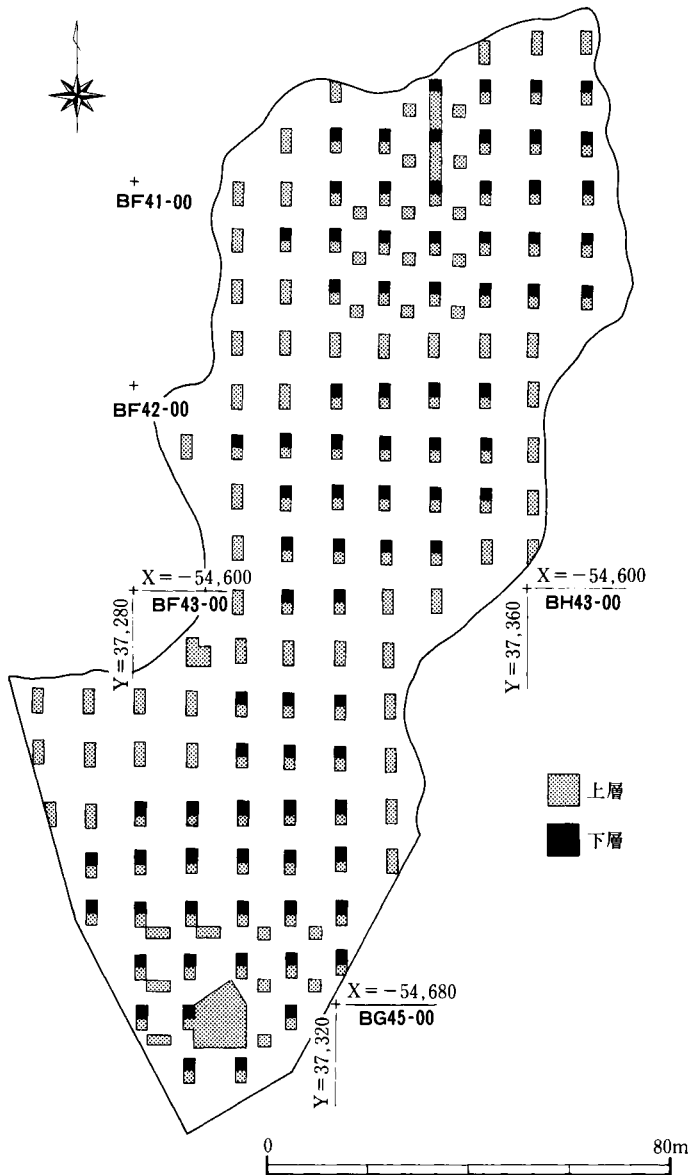 BF41-00
BF42-00
X=-54,600
BF43-00
Y=37,280
X=-54,600
BH43-00
Y=37,360
上層
下層
X=-54,680
BG45-00
Y=37,320
0
80m